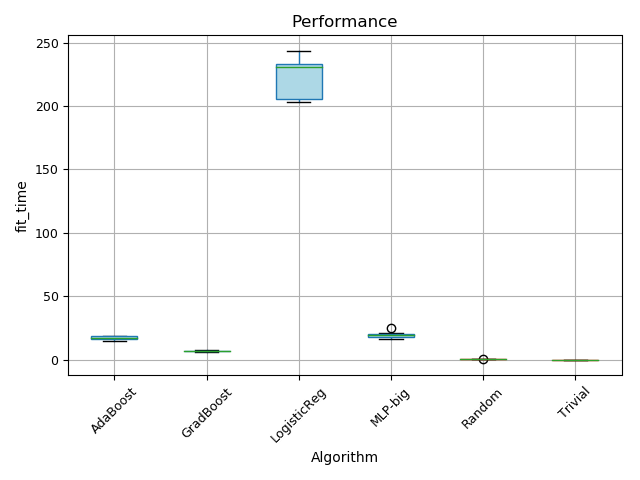 Performance
250
200
150
100
50
0
fit_time
AdaBoost
GradBoost
LogisticReg
MLP-big
Random
Trivial
Algorithm